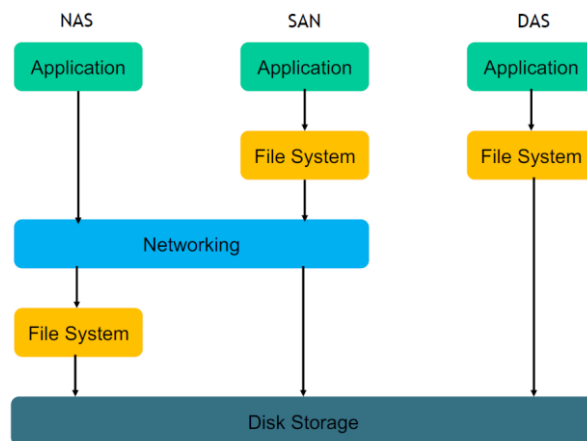 NAS SAN DAS
Application Application Application
File System File System
Networking
File System
Disk Storage